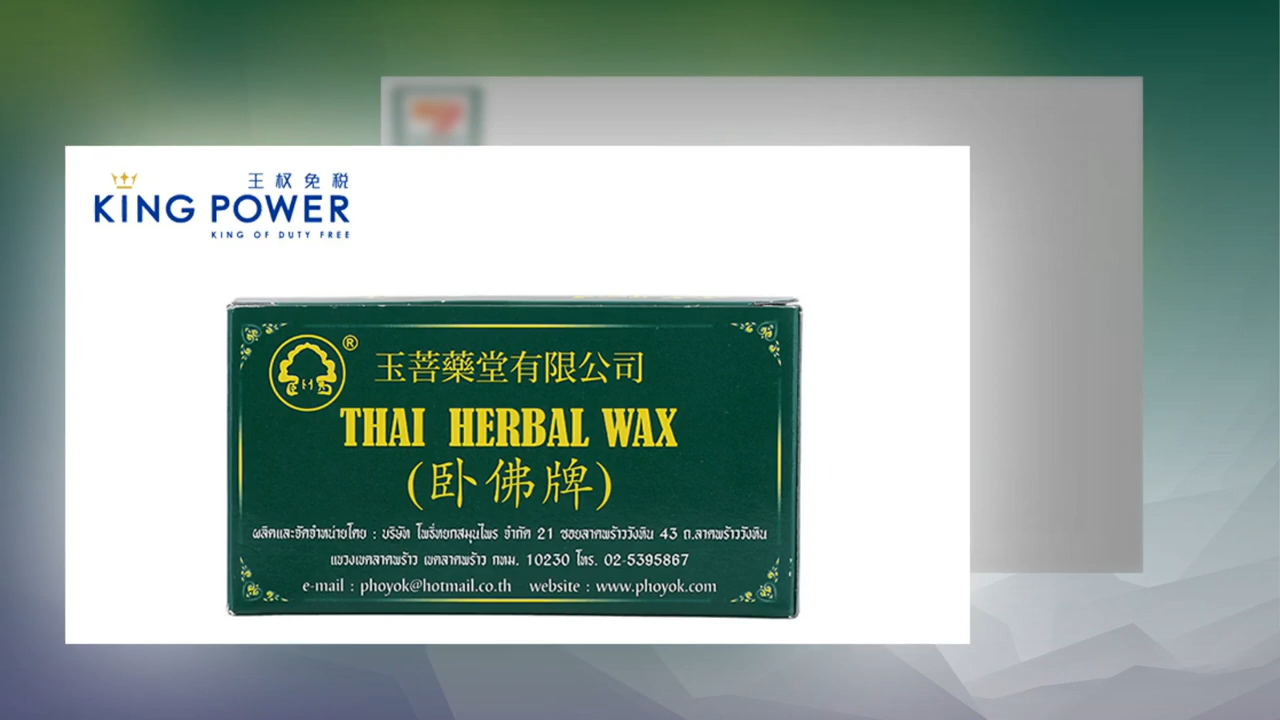 王权免税
KING POWER
KING OF DUTY FREE
7
®
玉菩藥堂有限公司
THAI HERBAL WAX
(卧佛牌)
ผลิตและจัดจำหน่ายโดย : บริษัท โพธิ์หยกสมุนไพร จำกัด 21 ซอยลาดพร้าววังหิน 43 ถ.ลาดพร้าววังหิน
แขวง/เขตลาดพร้าว เขตลาดพร้าว กทม. 10230 โทร. 02-5395867
e-mail : phoyok@hotmail.co.th website : www.phoyok.com